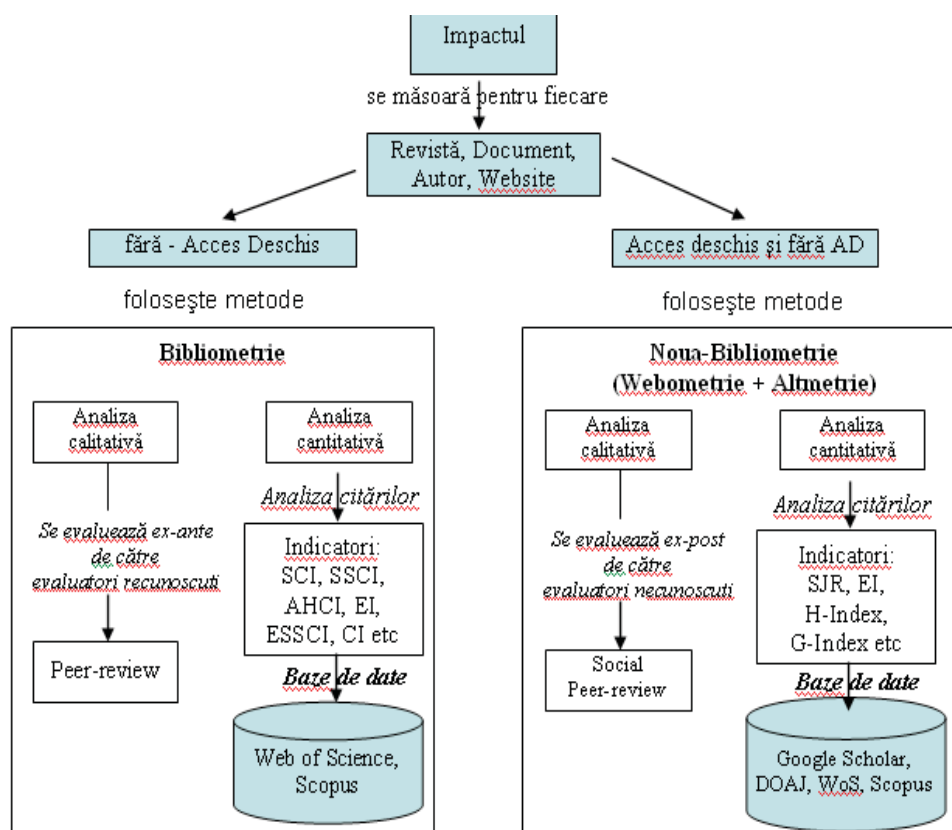 Impactul
se măsoară pentru fiecare
Revistă, Document,
Autor, Website
fără - Acces Deschis
folosește metode
Bibliometrie
Analiza
calitativă
Se evaluează ex-ante
de către
evaluatori recunoscuti
Peer-review
Analiza
cantitativă
Analiza citărilor
Indicatori:
SCI, SSCI,
AHCI, EI,
ESSCI, CI etc
Baze de date
Web of Science,
Scopus
Acces deschis şi fără AD
foloseşte metode
Noua-Bibliometrie
(Webometrie + Altmetrie)
Analiza
calitativă
Se evaluează ex-post
de către
evaluatori necunoscuti
Social
Peer-review
Analiza
cantitativă
Analiza citărilor
Indicatori:
SJR, EI,
H-Index,
G-Index etc
Baze de date
Google Scholar,
DOAJ, WoS, Scopus